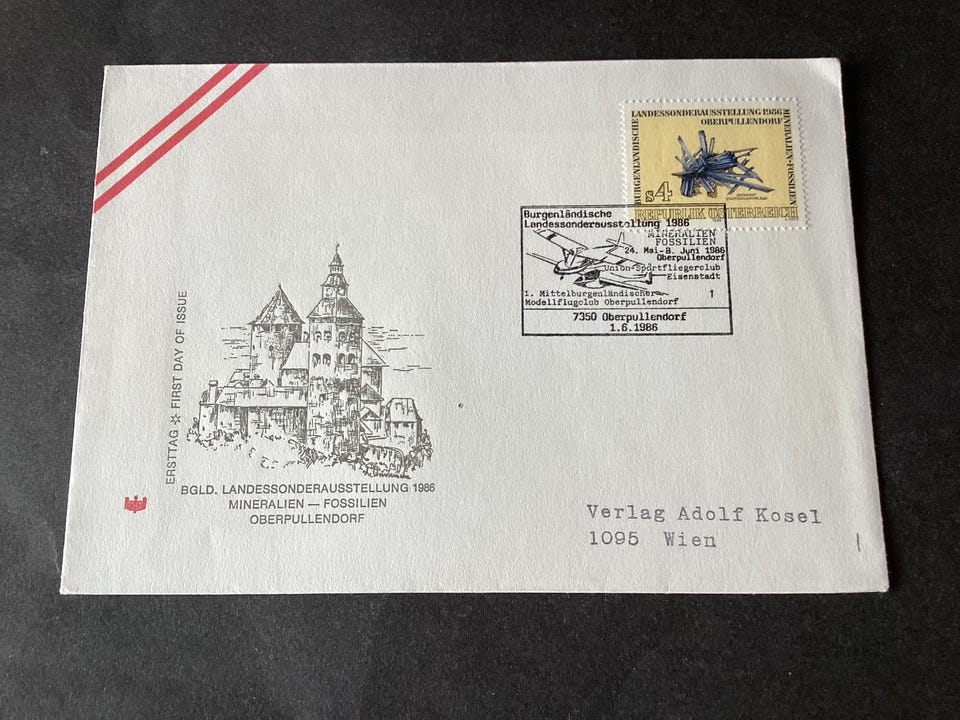 BURGENLÄNDISCHE
LANDESSONDERAUSSTELLUNG 1986
OBERPULLENDORF
MINERALIEN-FOSSILIEN
s4
REPUBLIK ÖSTERREICH
Burgenländische
Landessonderausstellung 1986
MINERALIEN
FOSSILIEN
24. Mai-8. Juni 1986
Oberpullendorf
Union-Sportfliegerclub
Eisenstadt
1. Mittelburgenländischer 1
Modellflugclub Oberpullendorf
7350 Oberpullendorf
1.6.1986
ERSTTAG ✲ FIRST DAY OF ISSUE
BGLD. LANDESSONDERAUSSTELLUNG 1986
MINERALIEN — FOSSILIEN
OBERPULLENDORF
Verlag Adolf Kosel
1095 Wien